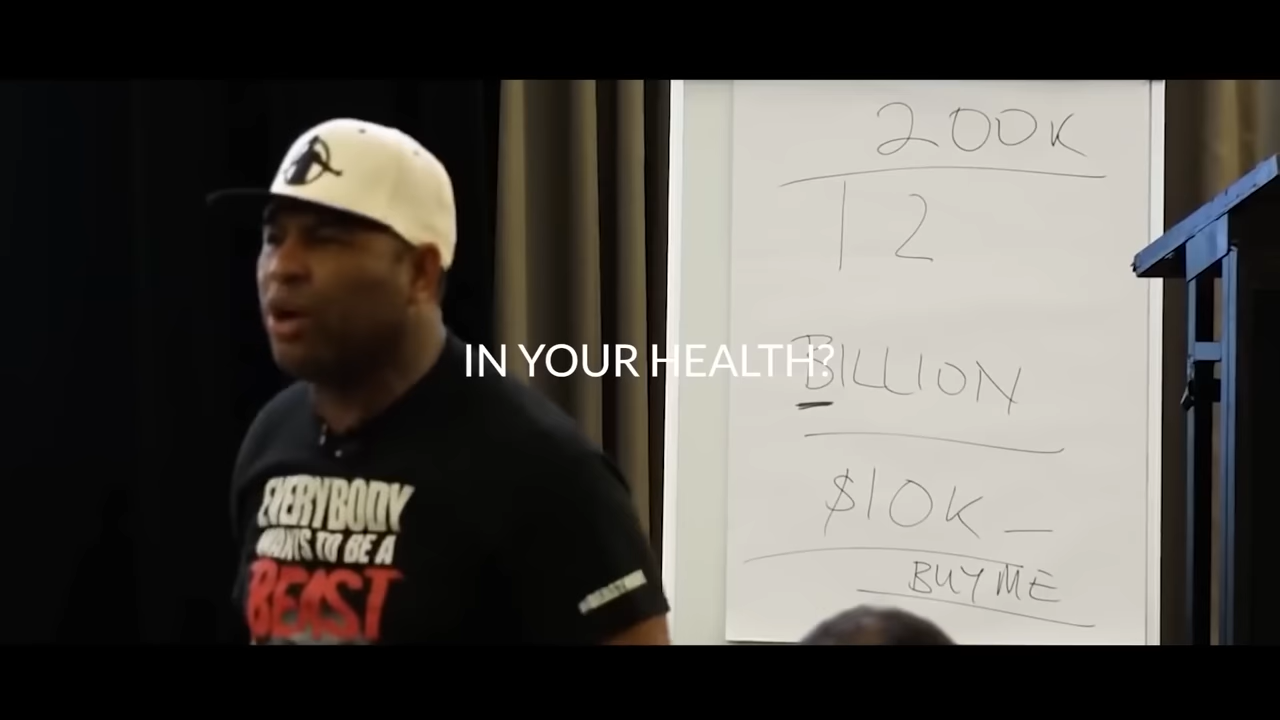 200K
12
BILLION
$10K -
BUY ME
IN YOUR HEALTH?
EVERYBODY
WANTS TO BE A
BEAST